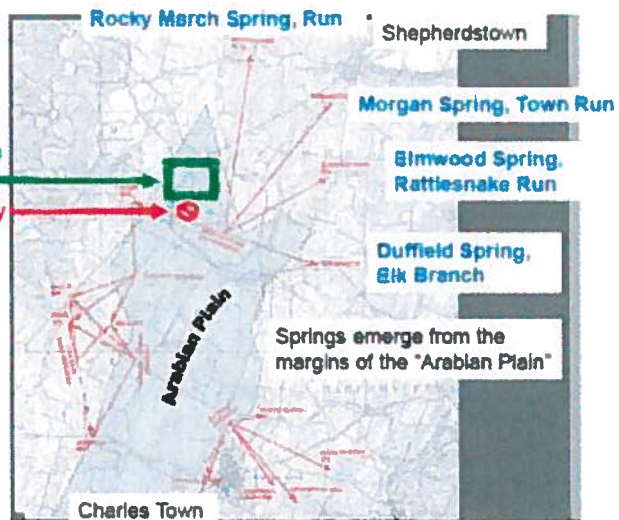 Rocky March Spring, Run
Shepherdstown
Morgan Spring, Town Run
Elmwood Spring,
Rattlesnake Run
Duffield Spring,
Elk Branch
Arabian Plain
Springs emerge from the
margins of the "Arabian Plain"
Charles Town